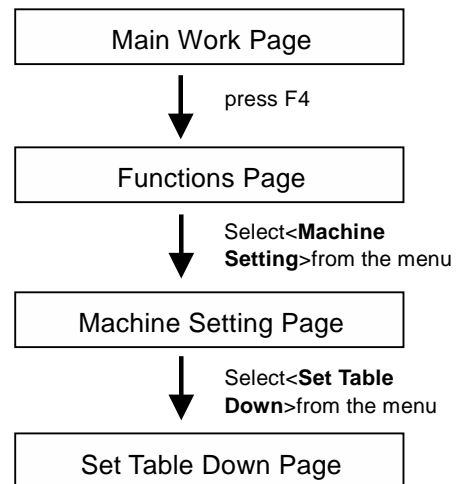 Main Work Page
press F4
Functions Page
Select<Machine
Setting>from the menu
Machine Setting Page
Select<Set Table
Down>from the menu
Set Table Down Page